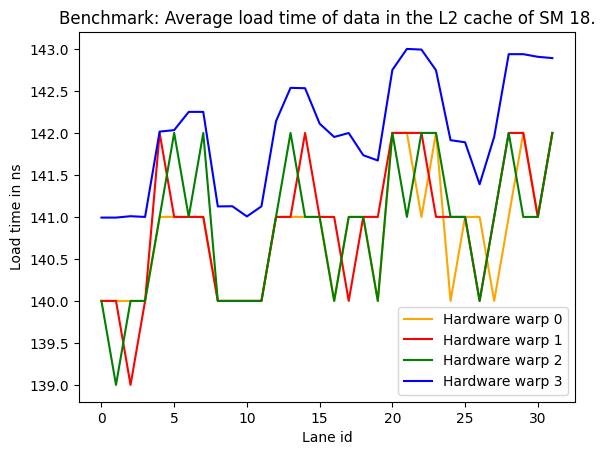 Benchmark: Average load time of data in the L2 cache of SM 18.
143.0
142.5
142.0
141.5
141.0
140.5
140.0
139.5
139.0
Load time in ns
Hardware warp 0
Hardware warp 1
Hardware warp 2
Hardware warp 3
0 5 10 15 20 25 30
Lane id